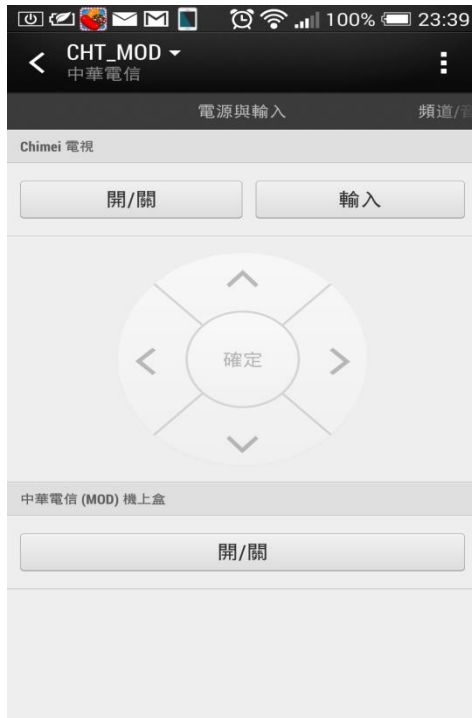 100% 23:39
CHT_MOD
中華電信
電源與輸入 頻道/音
Chimei 電視
開/關 輸入
確定
中華電信 (MOD) 機上盒
開/關